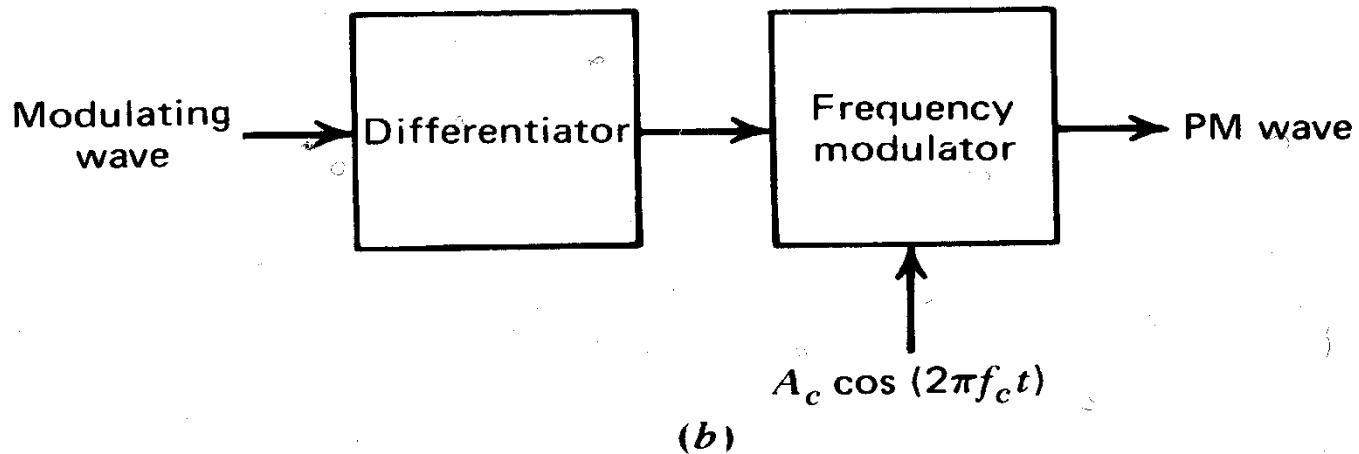 Modulating
wave
Differentiator
Frequency
modulator
PM wave
A_c cos (2πf_c t)
(b)